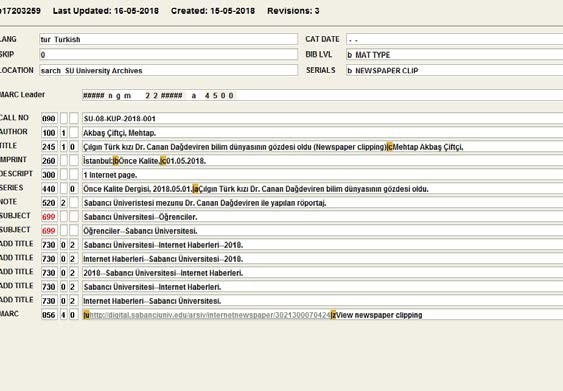 17203259 Last Updated: 16-05-2018 Created: 15-05-2018 Revisions: 3
LANG tur Turkish CAT DATE - -
SKIP 0 BIB LVL b MAT TYPE
LOCATION sarch SU University Archives SERIALS b NEWSPAPER CLIP
MARC Leader ##### n g m 2 2 ##### a 4 5 0 0
CALL NO 090 SU-08-KUP-2018-001
AUTHOR 100 1 Akbaş Çiftçi, Mehtap.
TITLE 245 1 0 Çılgın Türk kızı Dr. Canan Dağdeviren bilim dünyasının gözdesi oldu (Newspaper clipping)|cMehtap Akbaş Çiftçi,
IMPRINT 260 İstanbul:|bÖnce Kalite,|c01.05.2018.
DESCRIPT 300 1 Internet page.
SERIES 440 0 Önce Kalite Dergisi, 2018.05.01.|aÇılgın Türk kızı Dr. Canan Dağdeviren bilim dünyasının gözdesi oldu.
NOTE 520 2 Sabancı Üniveristesi mezunu Dr. Canan Dağdeviren ile yapılan röportaj.
SUBJECT 699 Sabancı Üniversitesi--Öğrenciler.
SUBJECT 699 Öğrenciler--Sabancı Üniversitesi.
ADD TITLE 730 0 2 Sabancı Üniversitesi--Internet Haberleri--2018.
ADD TITLE 730 0 2 Internet Haberleri--Sabancı Üniversitesi--2018.
ADD TITLE 730 0 2 2018--Sabancı Üniversitesi--Internet Haberleri.
ADD TITLE 730 0 2 Sabancı Üniversitesi--Internet Haberleri.
ADD TITLE 730 0 2 Internet Haberleri--Sabancı Üniversitesi.
MARC 856 4 0 |uhttp://digital.sabanciuniv.edu/arsiv/internetnewspaper/3021300070424|zView newspaper clipping